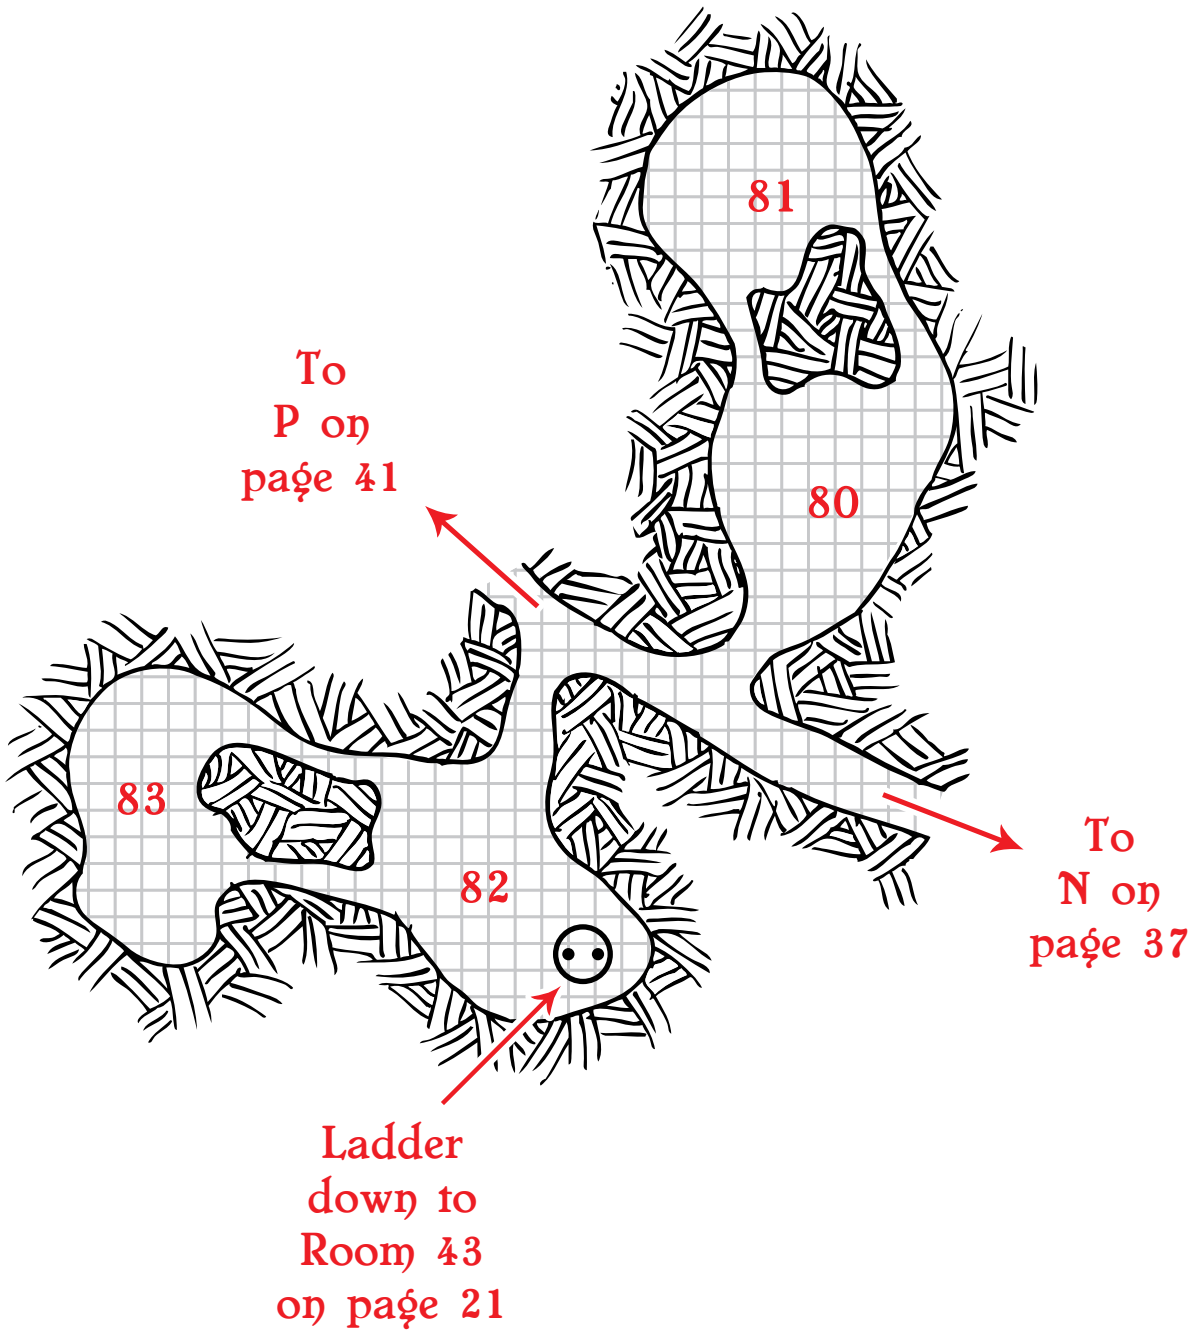 81
To
P on
page 41
80
83
82
To
N on
page 37
Ladder
down to
Room 43
on page 21